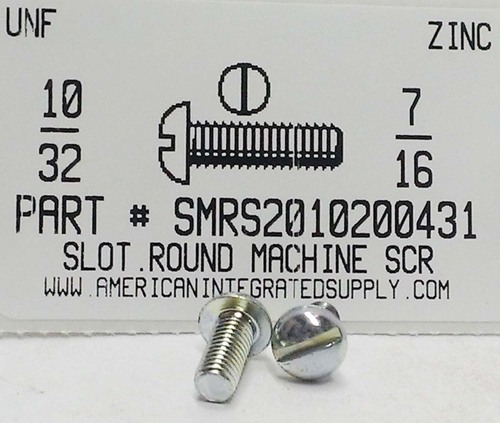 UNF ZINC
10 7
32 16
PART # SMRS2010200431
SLOT.ROUND MACHINE SCR
WWW.AMERICANINTEGRATEDSUPPLY.COM